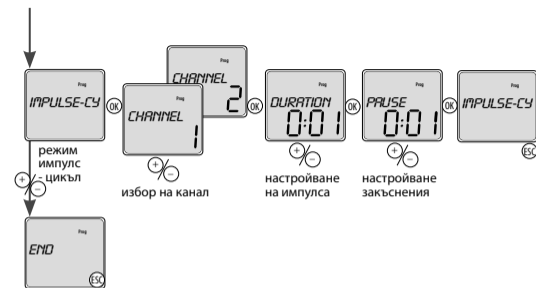 Prog
IMPULSE-CY
OK
Prog
CHANNEL
2
Prog
CHANNEL
1
OK
Prog
DURATION
0:01
OK
Prog
PAUSE
0:01
OK
Prog
IMPULSE-CY
ESC
режим
импулс
- цикъл
+/−
+/−
избор на канал
+/−
настройване
на импулса
+/−
настройване
закъснения
Prog
END
ESC